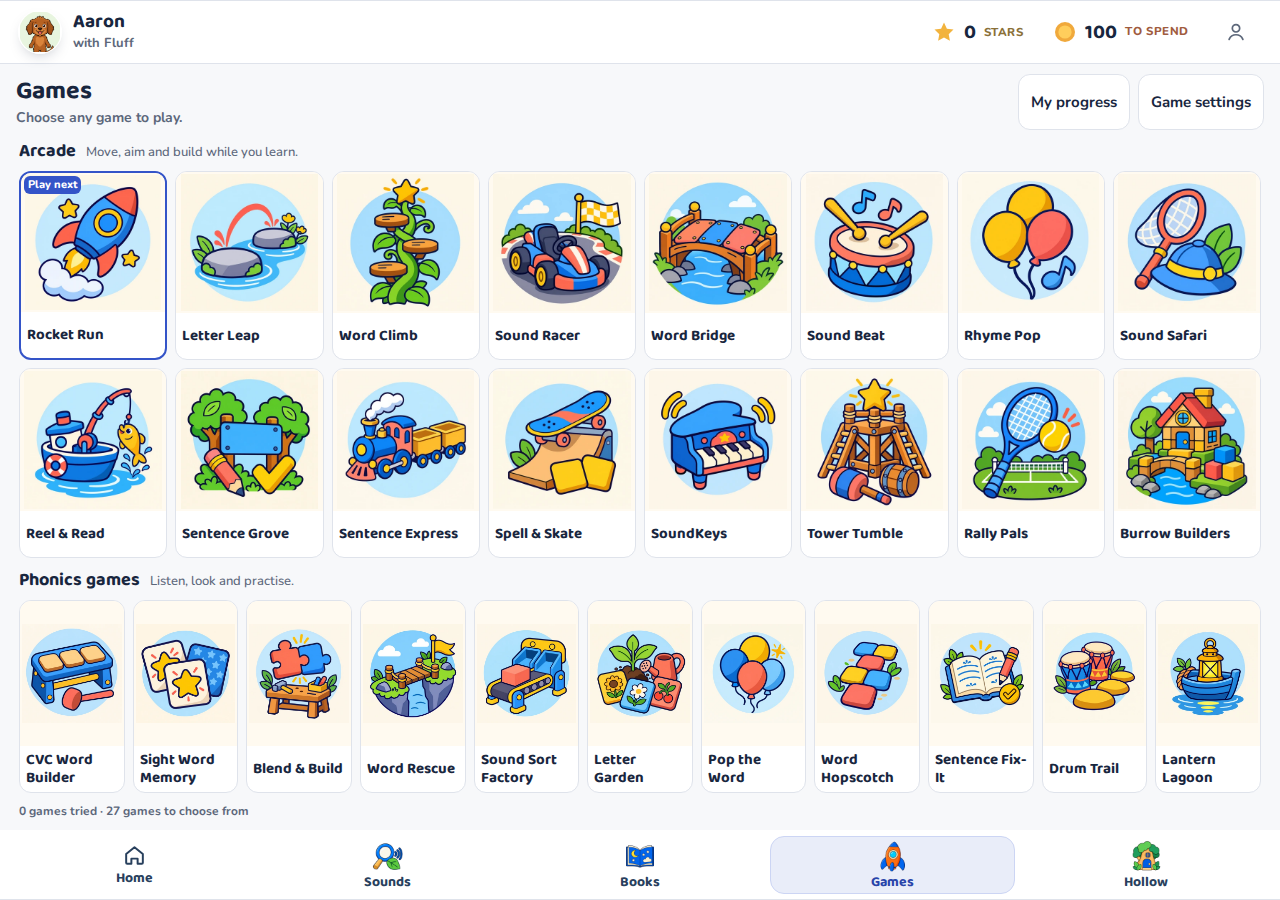 Aaron
with Fluff
0 STARS
100 TO SPEND
Games
Choose any game to play.
My progress
Game settings
Arcade Move, aim and build while you learn.
Play next
Rocket Run
Letter Leap
Word Climb
Sound Racer
Word Bridge
Sound Beat
Rhyme Pop
Sound Safari
Reel & Read
Sentence Grove
Sentence Express
Spell & Skate
SoundKeys
Tower Tumble
Rally Pals
Burrow Builders
Phonics games Listen, look and practise.
CVC Word
Builder
Sight Word
Memory
Blend & Build
Word Rescue
Sound Sort
Factory
Letter
Garden
Pop the
Word
Word
Hopscotch
Sentence Fix-
It
Drum Trail
Lantern
Lagoon
0 games tried · 27 games to choose from
Home
Sounds
Books
Games
Hollow